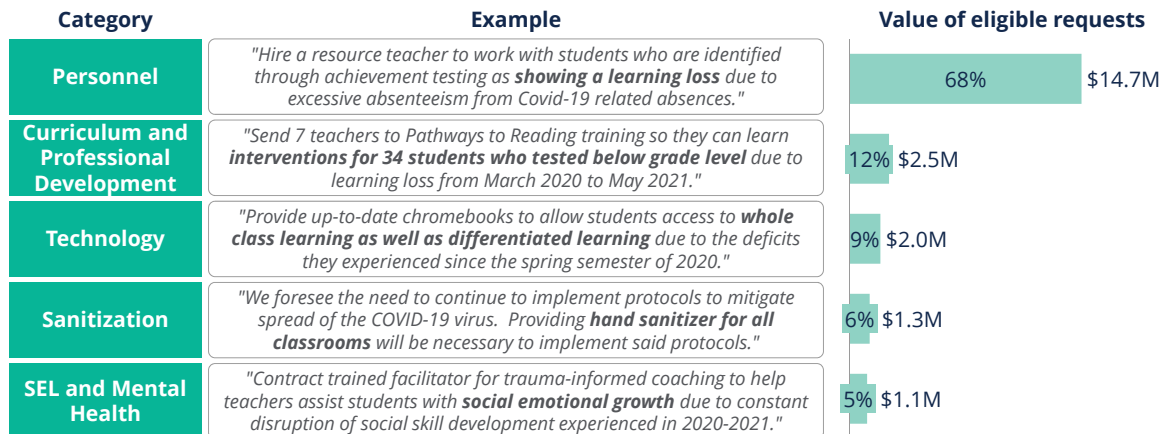 Category Example Value of eligible requests
Personnel
"Hire a resource teacher to work with students who are identified
through achievement testing as showing a learning loss due to
excessive absenteeism from Covid-19 related absences."
68% $14.7M
Curriculum and
Professional
Development
"Send 7 teachers to Pathways to Reading training so they can learn
interventions for 34 students who tested below grade level due to
learning loss from March 2020 to May 2021."
12% $2.5M
Technology
"Provide up-to-date chromebooks to allow students access to whole
class learning as well as differentiated learning due to the deficits
they experienced since the spring semester of 2020."
9% $2.0M
Sanitization
"We foresee the need to continue to implement protocols to mitigate
spread of the COVID-19 virus.  Providing hand sanitizer for all
classrooms will be necessary to implement said protocols."
6% $1.3M
SEL and Mental
Health
"Contract trained facilitator for trauma-informed coaching to help
teachers assist students with social emotional growth due to constant
disruption of social skill development experienced in 2020-2021."
5% $1.1M